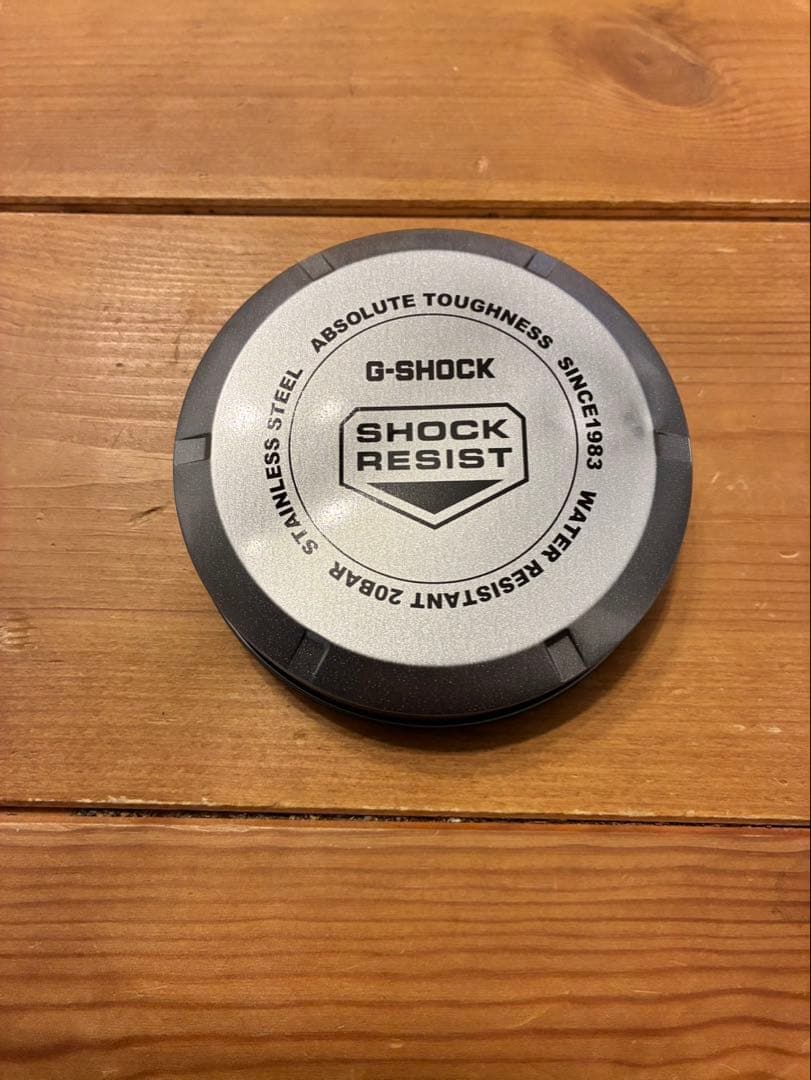 ABSOLUTE TOUGHNESS SINCE1983 WATER RESISTANT 20BAR STAINLESS STEEL
G-SHOCK
SHOCK
RESIST